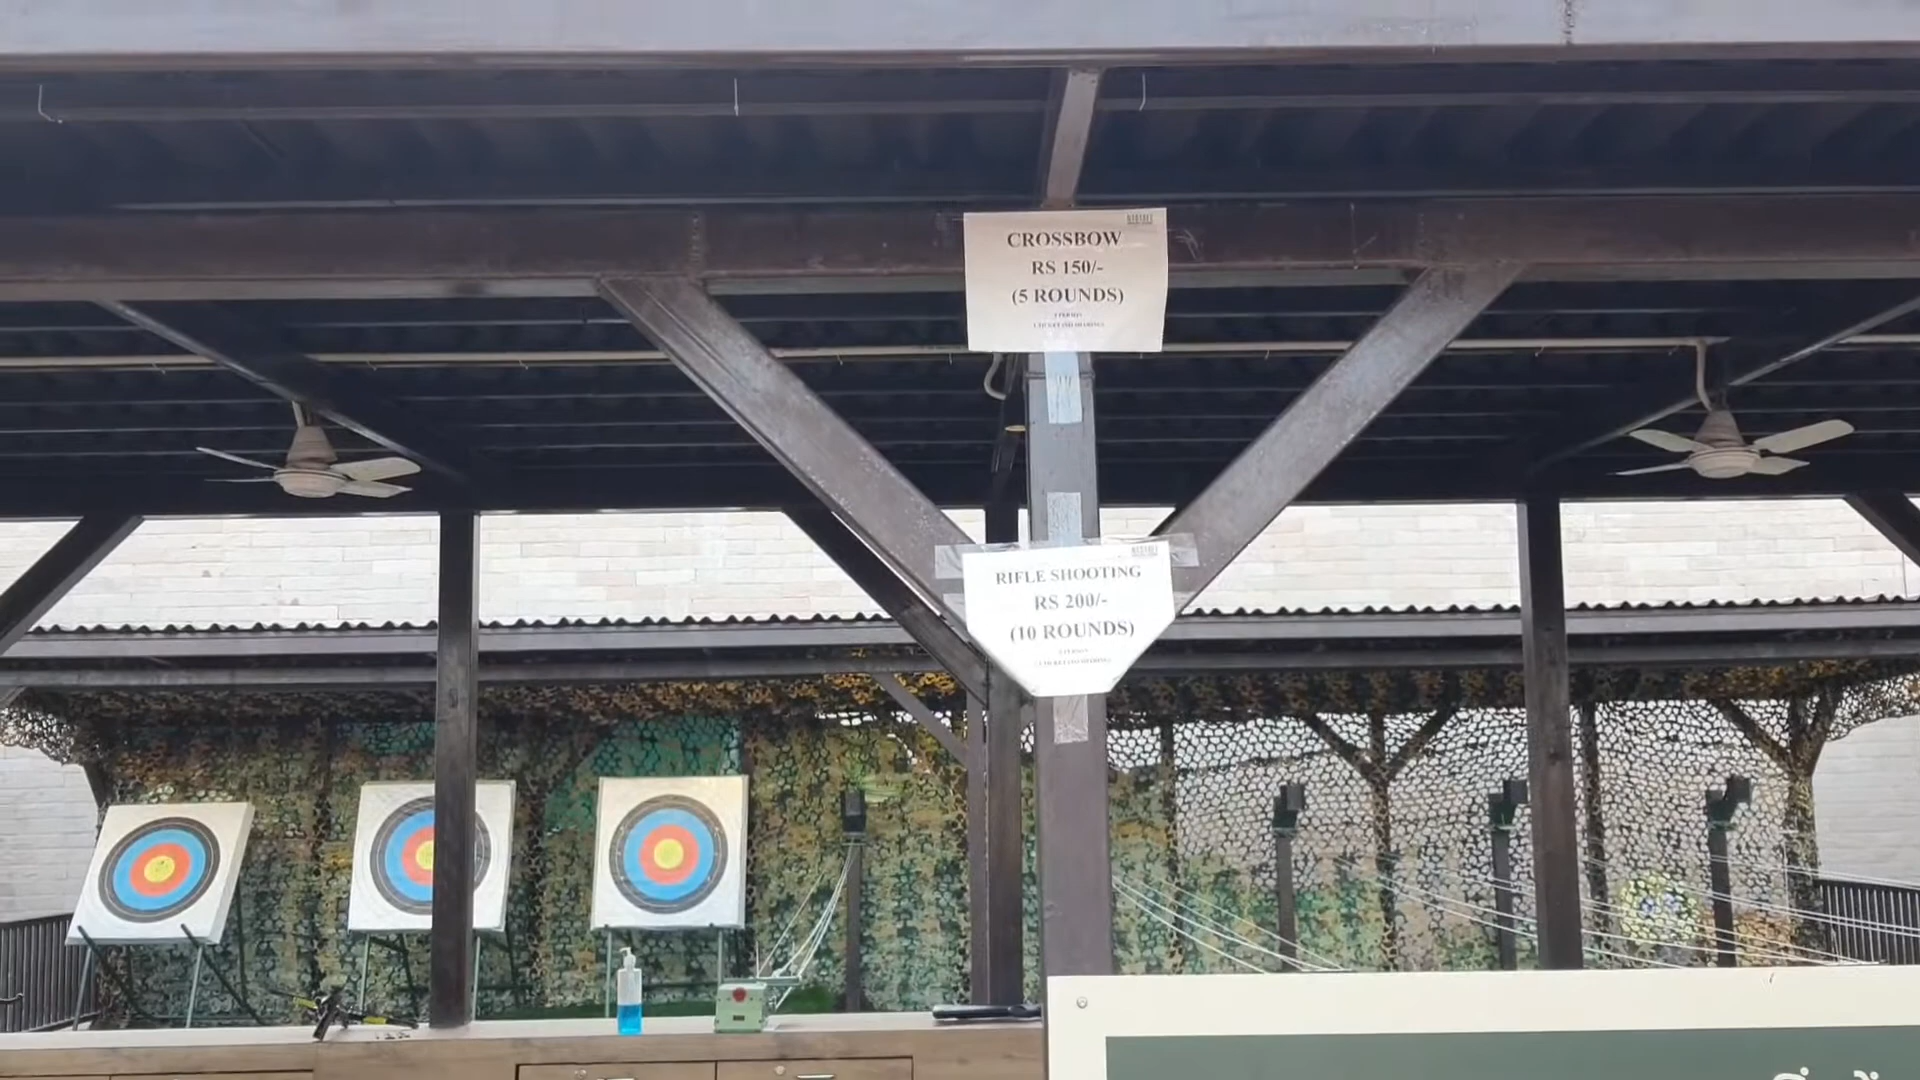 CROSSBOW
RS 150/-
(5 ROUNDS)
RIFLE SHOOTING
RS 200/-
(10 ROUNDS)